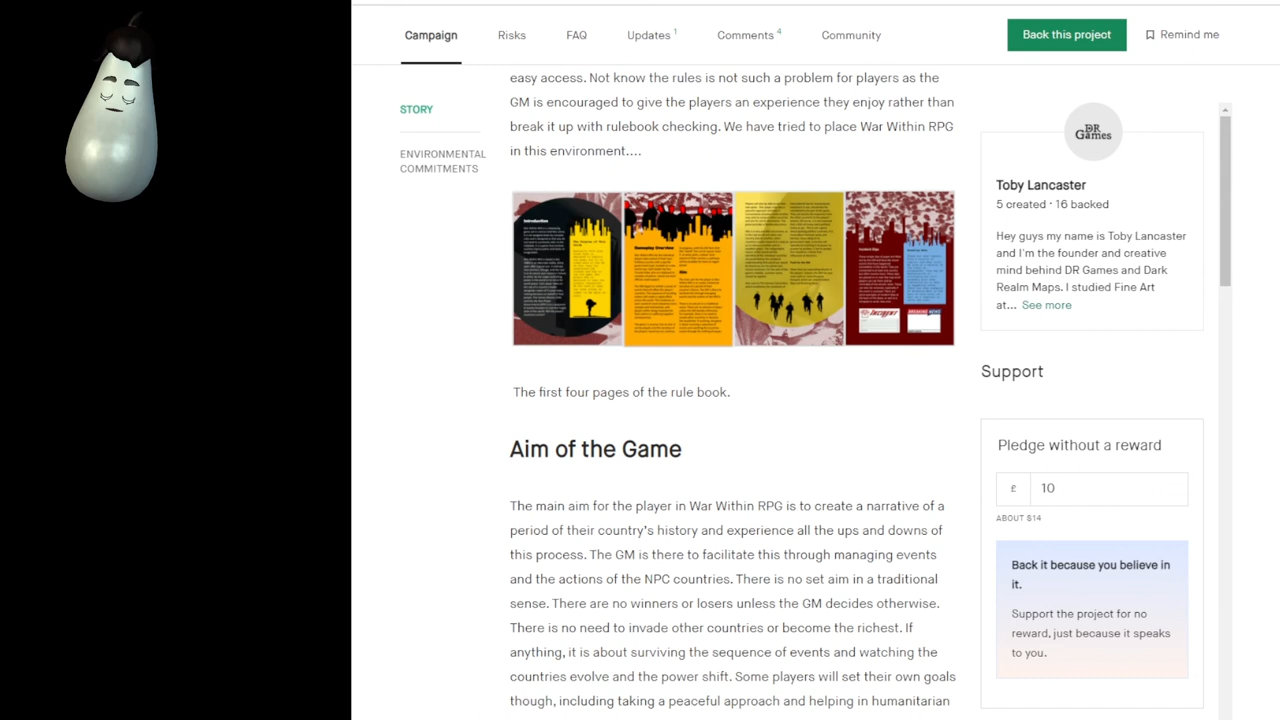 Campaign
Risks
FAQ
Updates 1
Comments 4
Community
Back this project
Remind me
STORY
ENVIRONMENTAL
COMMITMENTS
easy access. Not know the rules is not such a problem for players as the
GM is encouraged to give the players an experience they enjoy rather than
break it up with rulebook checking. We have tried to place War Within RPG
in this environment....
Introduction
Gameplay Overview
The first four pages of the rule book.
Aim of the Game
The main aim for the player in War Within RPG is to create a narrative of a
period of their country's history and experience all the ups and downs of
this process. The GM is there to facilitate this through managing events
and the actions of the NPC countries. There is no set aim in a traditional
sense. There are no winners or losers unless the GM decides otherwise.
There is no need to invade other countries or become the richest. If
anything, it is about surviving the sequence of events and watching the
countries evolve and the power shift. Some players will set their own goals
though, including taking a peaceful approach and helping in humanitarian
DR
Games
Toby Lancaster
5 created · 16 backed
Hey guys my name is Toby Lancaster
and I'm the founder and creative
mind behind DR Games and Dark
Realm Maps. I studied Fine Art
at... See more
Support
Pledge without a reward
£ 10
ABOUT $14
Back it because you believe in
it.
Support the project for no
reward, just because it speaks
to you.